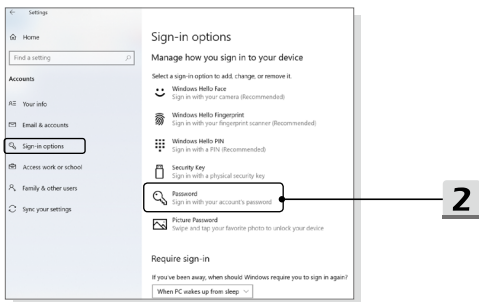 Settings
Home
Find a setting
Accounts
Your info
Email & accounts
Sign-in options
Access work or school
Family & other users
Sync your settings
Sign-in options
Manage how you sign in to your device
Select a sign-in option to add, change, or remove it.
Windows Hello Face
Sign in with your camera (Recommended)
Windows Hello Fingerprint
Sign in with your fingerprint scanner (Recommended)
Windows Hello PIN
Sign in with a PIN (Recommended)
Security Key
Sign in with a physical security key
Password
Sign in with your account's password
Picture Password
Swipe and tap your favorite photo to unlock your device
Require sign-in
If you've been away, when should Windows require you to sign in again?
When PC wakes up from sleep
2